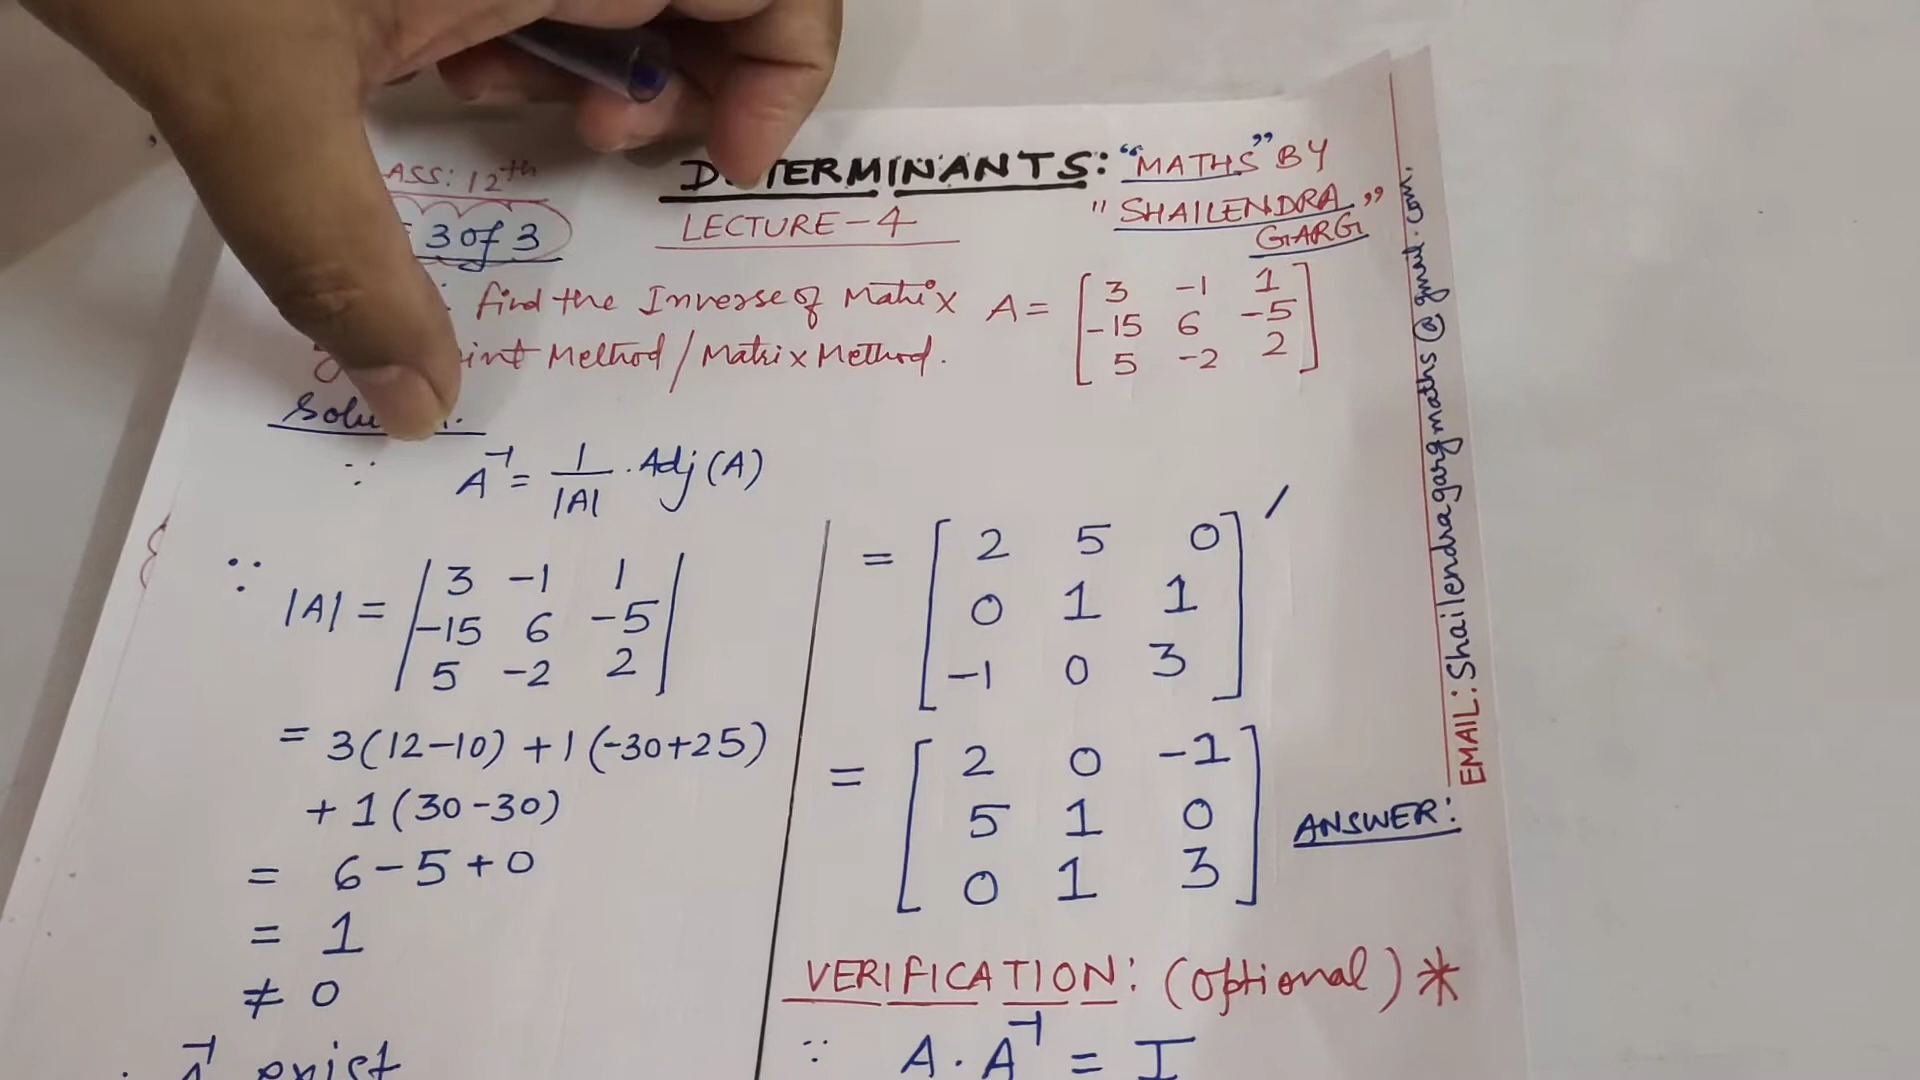 ASS: 12th
3 of 3
DETERMINANTS: "MATHS" BY
LECTURE-4
"SHAILENDRA GARG"
find the Inverse of Matrix A = [3 -1 1
-15 6 -5
5 -2 2]
int Method / Matrix Method.
∵ A⁻¹ = 1/|A| . Adj(A)
∵ |A| = |3 -1 1
-15 6 -5
5 -2 2|
= 3(12-10) + 1(-30+25)
+ 1(30-30)
= 6-5+0
= 1
≠ 0
exist
= [2 5 0
0 1 1
-1 0 3]′
= [2 0 -1
5 1 0
0 1 3]
ANSWER:
VERIFICATION: (optional) *
∵ A.A⁻¹ = I
EMAIL: Shailendragargmaths@gmail.com.